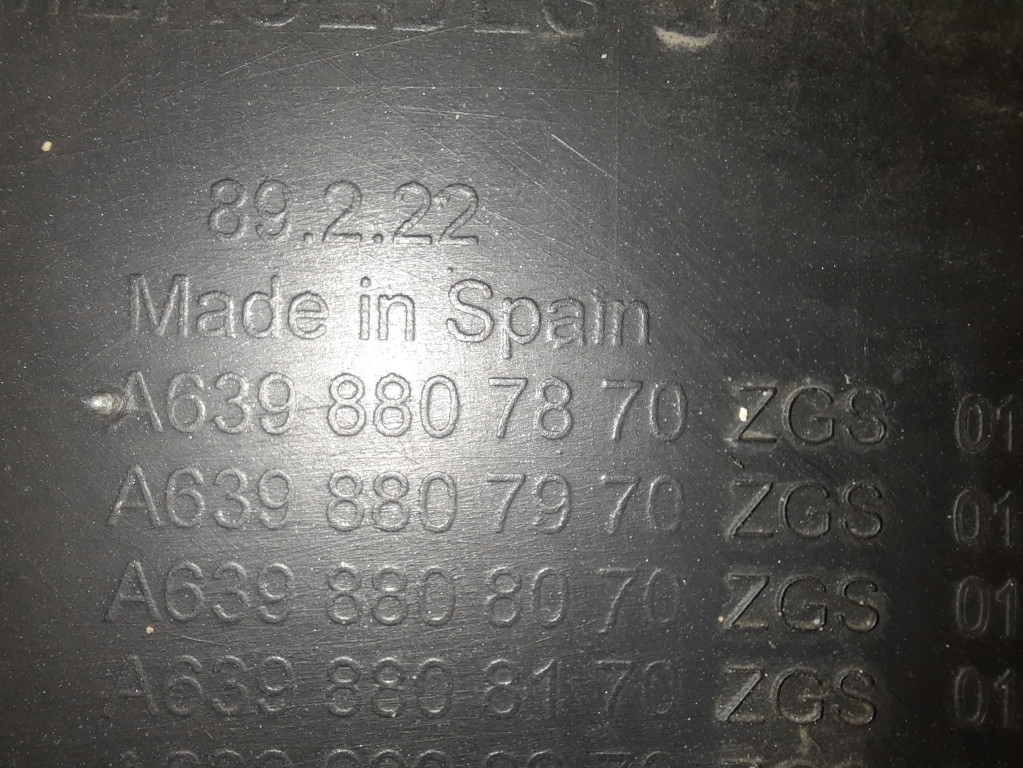 89.2.22
Made in Spain
A639 880 78 70 ZGS 01
A639 880 79 70 ZGS 01
A639 880 80 70 ZGS 01
A639 880 81 70 ZGS 01